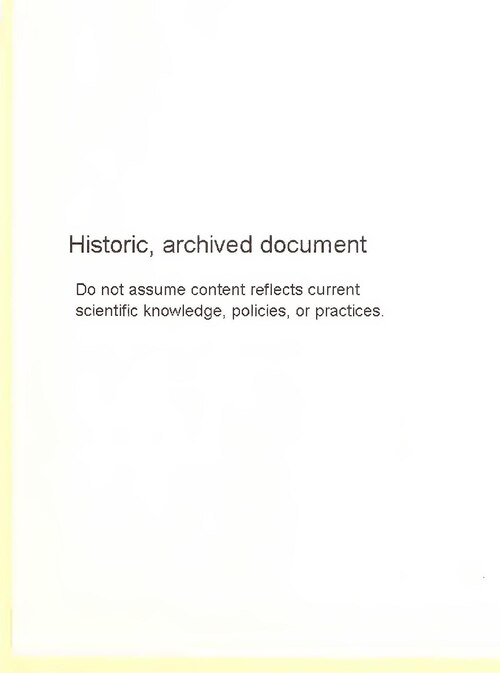 Historic, archived document
Do not assume content reflects current
scientific knowledge, policies, or practices.